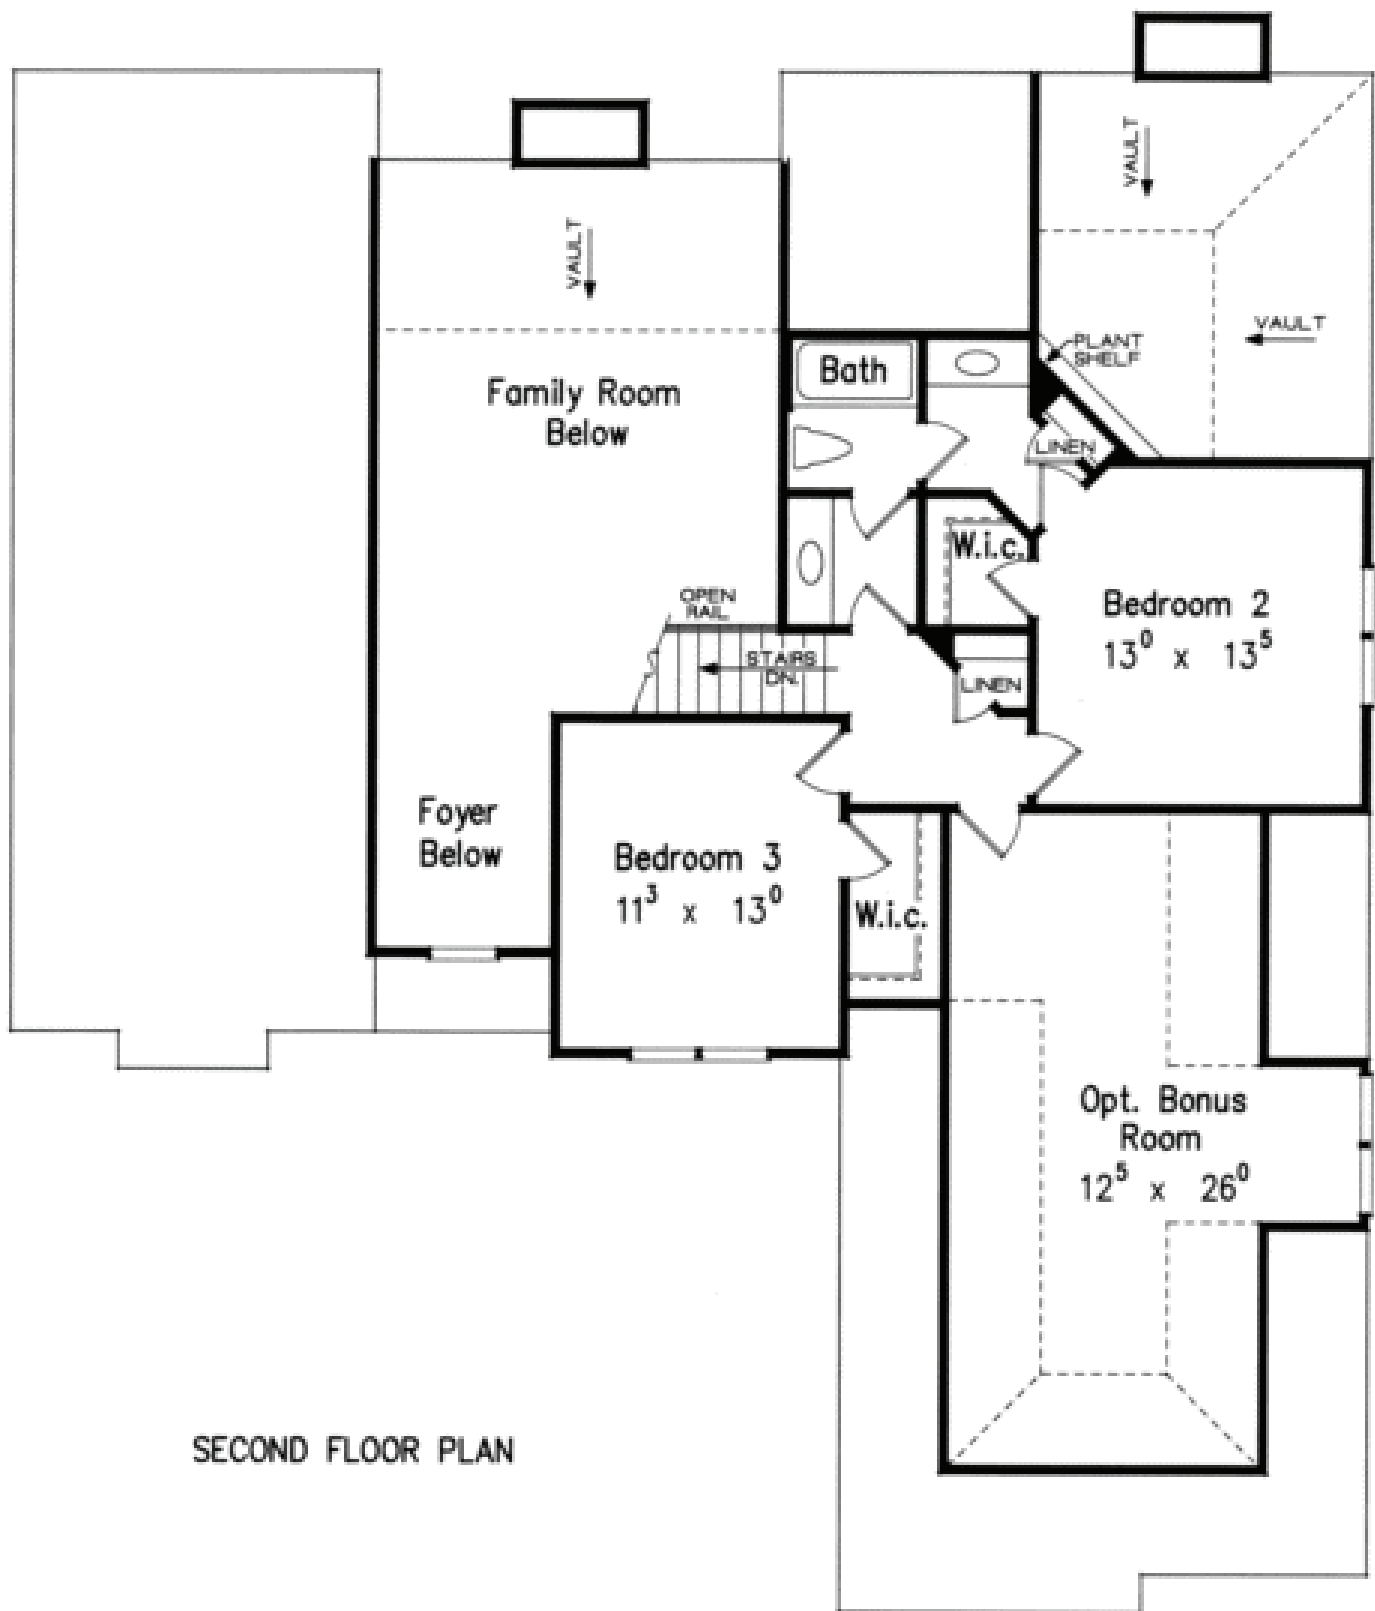 VAULT
VAULT
VAULT
PLANT
SHELF
Bath
Family Room
Below
LINEN
W.i.c.
OPEN
RAIL
Bedroom 2
13⁰ x 13⁵
STAIRS
DN.
LINEN
Foyer
Below
Bedroom 3
11³ x 13⁰
W.i.c.
Opt. Bonus
Room
12⁵ x 26⁰
SECOND FLOOR PLAN